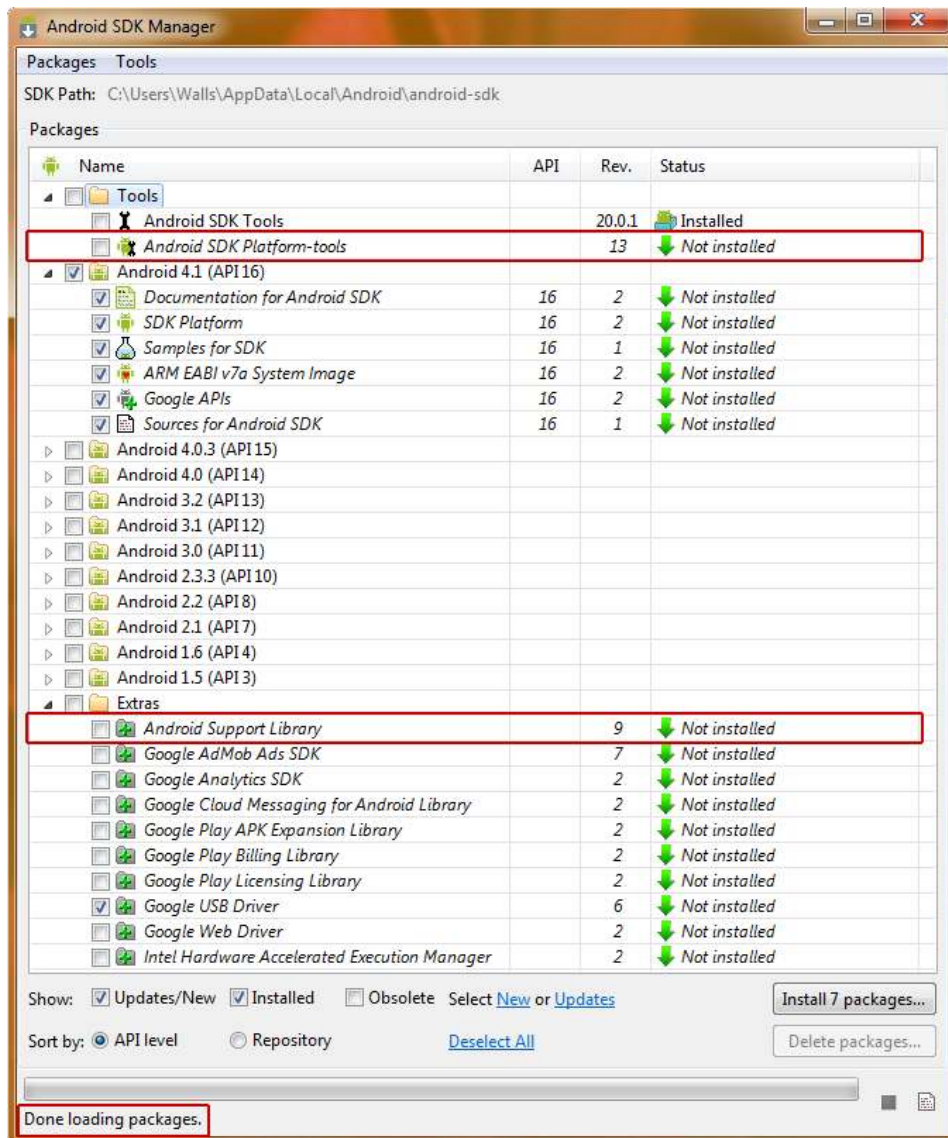 Android SDK Manager
Packages Tools
SDK Path: C:\Users\Walls\AppData\Local\Android\android-sdk
Packages
Name API Rev. Status
Tools
Android SDK Tools 20.0.1 Installed
Android SDK Platform-tools 13 Not installed
Android 4.1 (API 16)
Documentation for Android SDK 16 2 Not installed
SDK Platform 16 2 Not installed
Samples for SDK 16 1 Not installed
ARM EABI v7a System Image 16 2 Not installed
Google APIs 16 2 Not installed
Sources for Android SDK 16 1 Not installed
Android 4.0.3 (API 15)
Android 4.0 (API 14)
Android 3.2 (API 13)
Android 3.1 (API 12)
Android 3.0 (API 11)
Android 2.3.3 (API 10)
Android 2.2 (API 8)
Android 2.1 (API 7)
Android 1.6 (API 4)
Android 1.5 (API 3)
Extras
Android Support Library 9 Not installed
Google AdMob Ads SDK 7 Not installed
Google Analytics SDK 2 Not installed
Google Cloud Messaging for Android Library 2 Not installed
Google Play APK Expansion Library 2 Not installed
Google Play Billing Library 2 Not installed
Google Play Licensing Library 2 Not installed
Google USB Driver 6 Not installed
Google Web Driver 2 Not installed
Intel Hardware Accelerated Execution Manager 2 Not installed
Show: Updates/New Installed Obsolete Select New or Updates Install 7 packages...
Sort by: API level Repository Deselect All Delete packages...
Done loading packages.